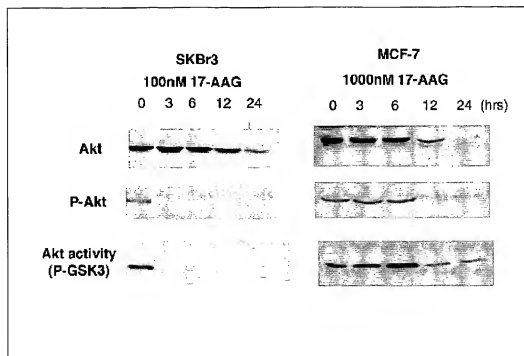 SKBr3
100nM 17-AAG
0 3 6 12 24
MCF-7
1000nM 17-AAG
0 3 6 12 24 (hrs)
Akt
P-Akt
Akt activity
(P-GSK3)